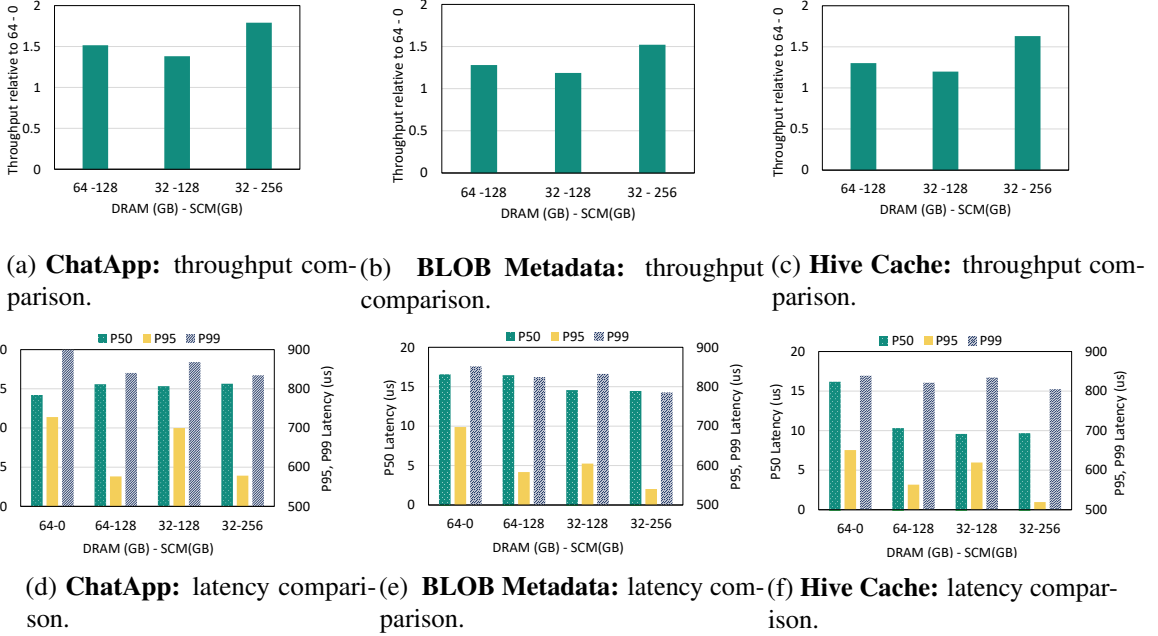 Throughput relative to 64 - 0
2
1.5
1
0.5
0
64 -128 32 -128 32 - 256
DRAM (GB) - SCM(GB)
Throughput relative to 64 - 0
2
1.5
1
0.5
0
64 -128 32 -128 32 - 256
DRAM (GB) - SCM(GB)
Throughput relative to 64 - 0
2
1.5
1
0.5
0
64 -128 32 -128 32 - 256
DRAM (GB) - SCM(GB)
(a) ChatApp: throughput com-
parison.
(b) BLOB Metadata: throughput
comparison.
(c) Hive Cache: throughput com-
parison.
P50 P95 P99
0
5
0
5
0
900
800
700
600
500
P95, P99 Latency (us)
64-0 64-128 32-128 32-256
DRAM (GB) - SCM(GB)
P50 P95 P99
P50 Latency (us)
20
15
10
5
0
900
800
700
600
500
P95, P99 Latency (us)
64-0 64-128 32-128 32-256
DRAM (GB) - SCM(GB)
P50 P95 P99
P50 Latency (us)
20
15
10
5
0
900
800
700
600
500
P95, P99 Latency (us)
64-0 64-128 32-128 32-256
DRAM (GB) - SCM(GB)
(d) ChatApp: latency compari-
son.
(e) BLOB Metadata: latency com-
parison.
(f) Hive Cache: latency compar-
ison.